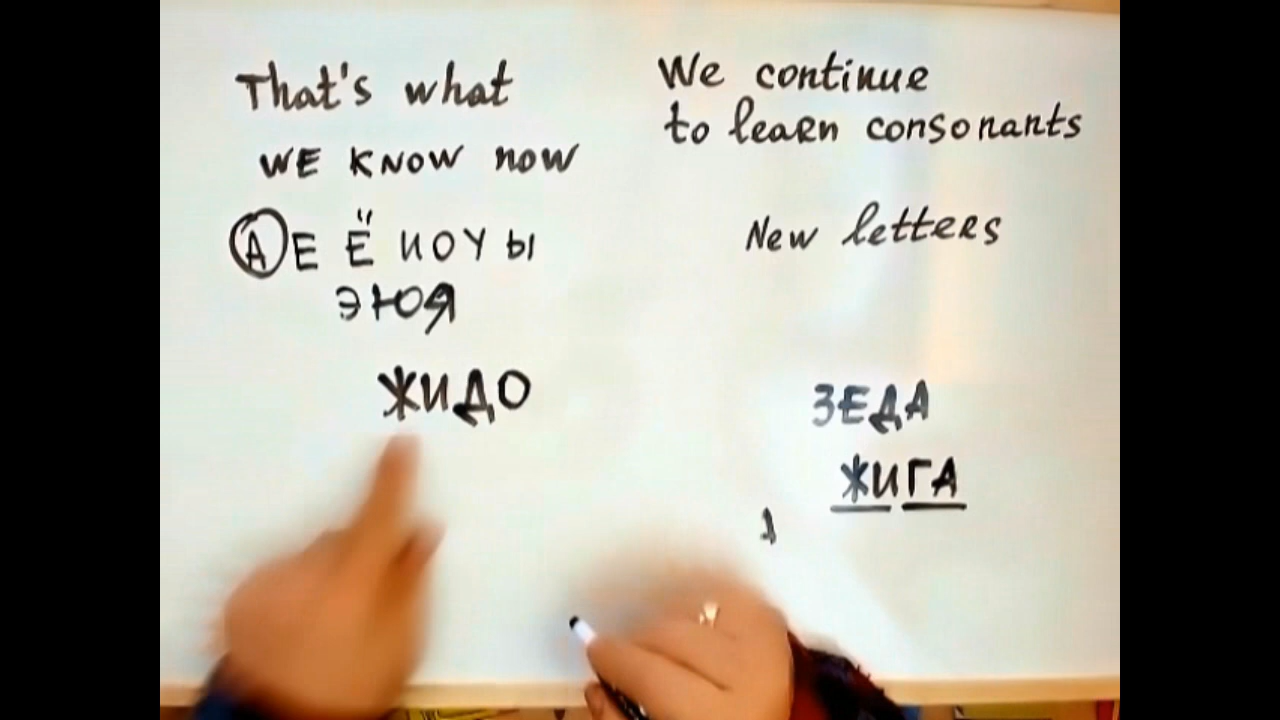 That's what
WE KNOW now
А Е Ё И О У Ы
Э Ю Я
ЖИДО
We continue
to learn consonants
New letters
ЗЕДА
ЖИГА